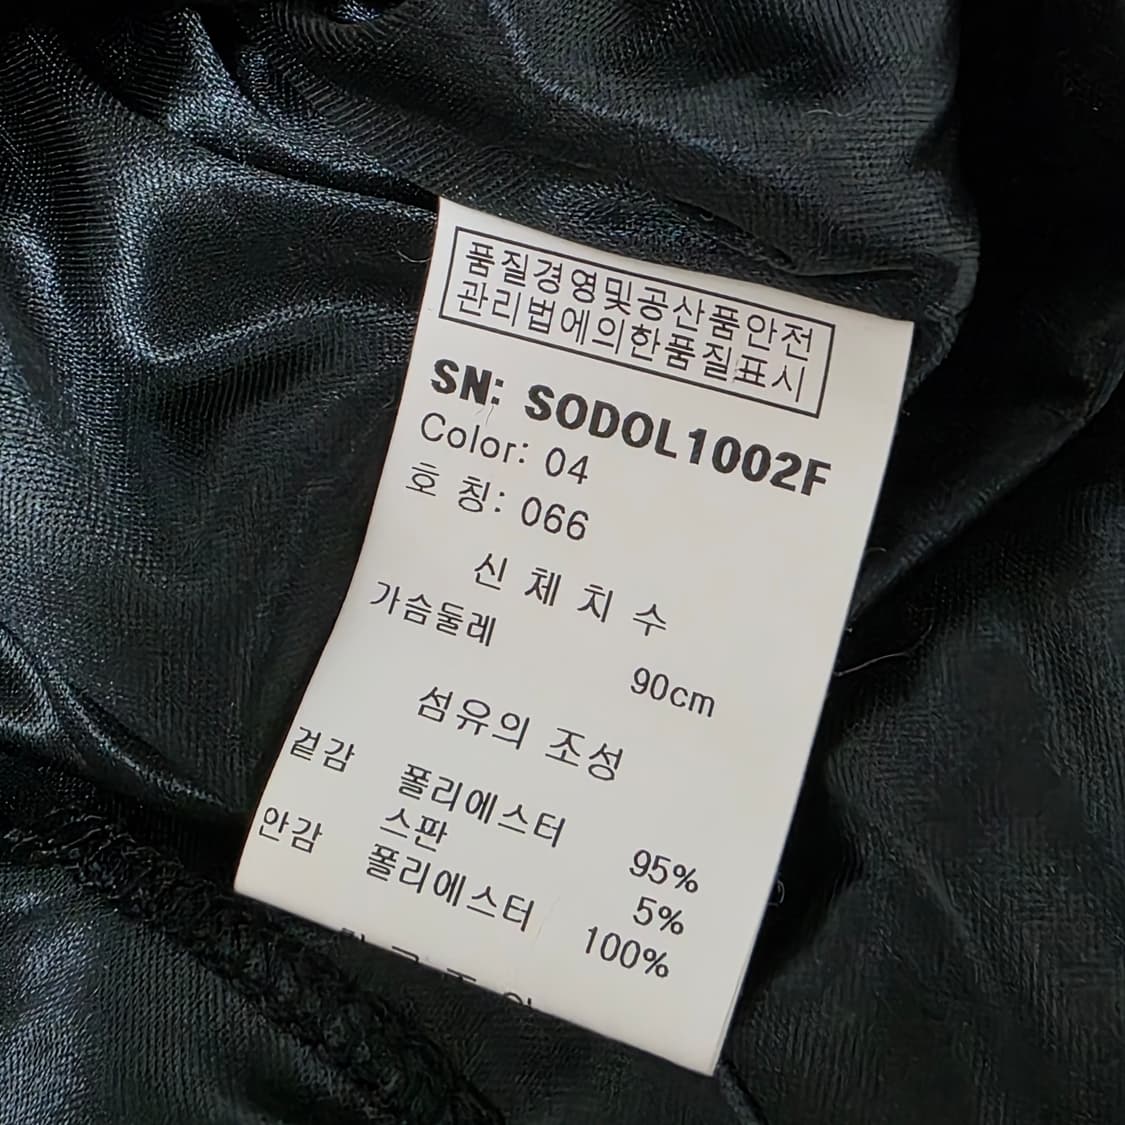 품질경영및공산품안전
관리법에의한품질표시
SN: SODOL1002F
Color: 04
호 칭: 066
신 체 치 수
가슴둘레
90cm
섬유의 조성
겉감 폴리에스터 95%
스판 5%
안감 폴리에스터 100%